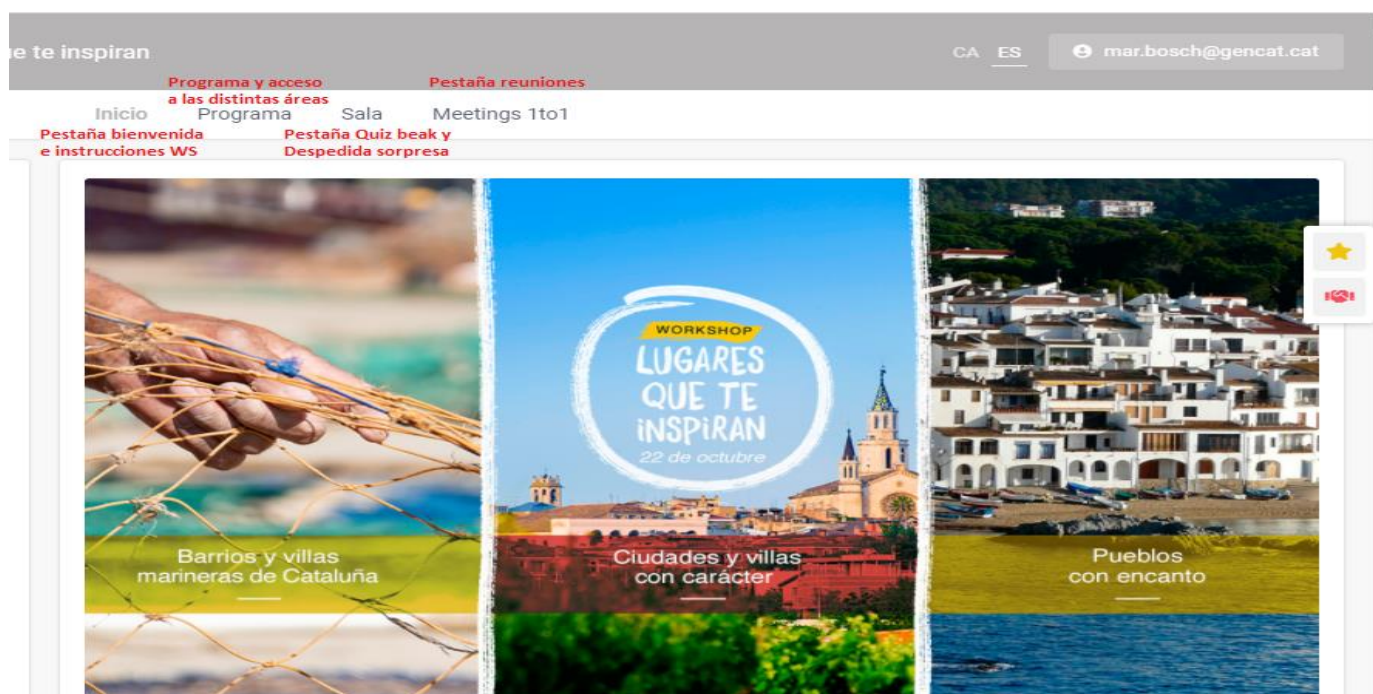 ue te inspiran
CA ES mar.bosch@gencat.cat
Programa y acceso
a las distintas áreas
Pestaña reuniones
Inicio Programa Sala Meetings 1to1
Pestaña bienvenida
e instrucciones WS
Pestaña Quiz beak y
Despedida sorpresa
WORKSHOP
LUGARES
QUE TE
iNSPiRAN
22 de octubre
Barrios y villas
marineras de Cataluña
Ciudades y villas
con carácter
Pueblos
con encanto